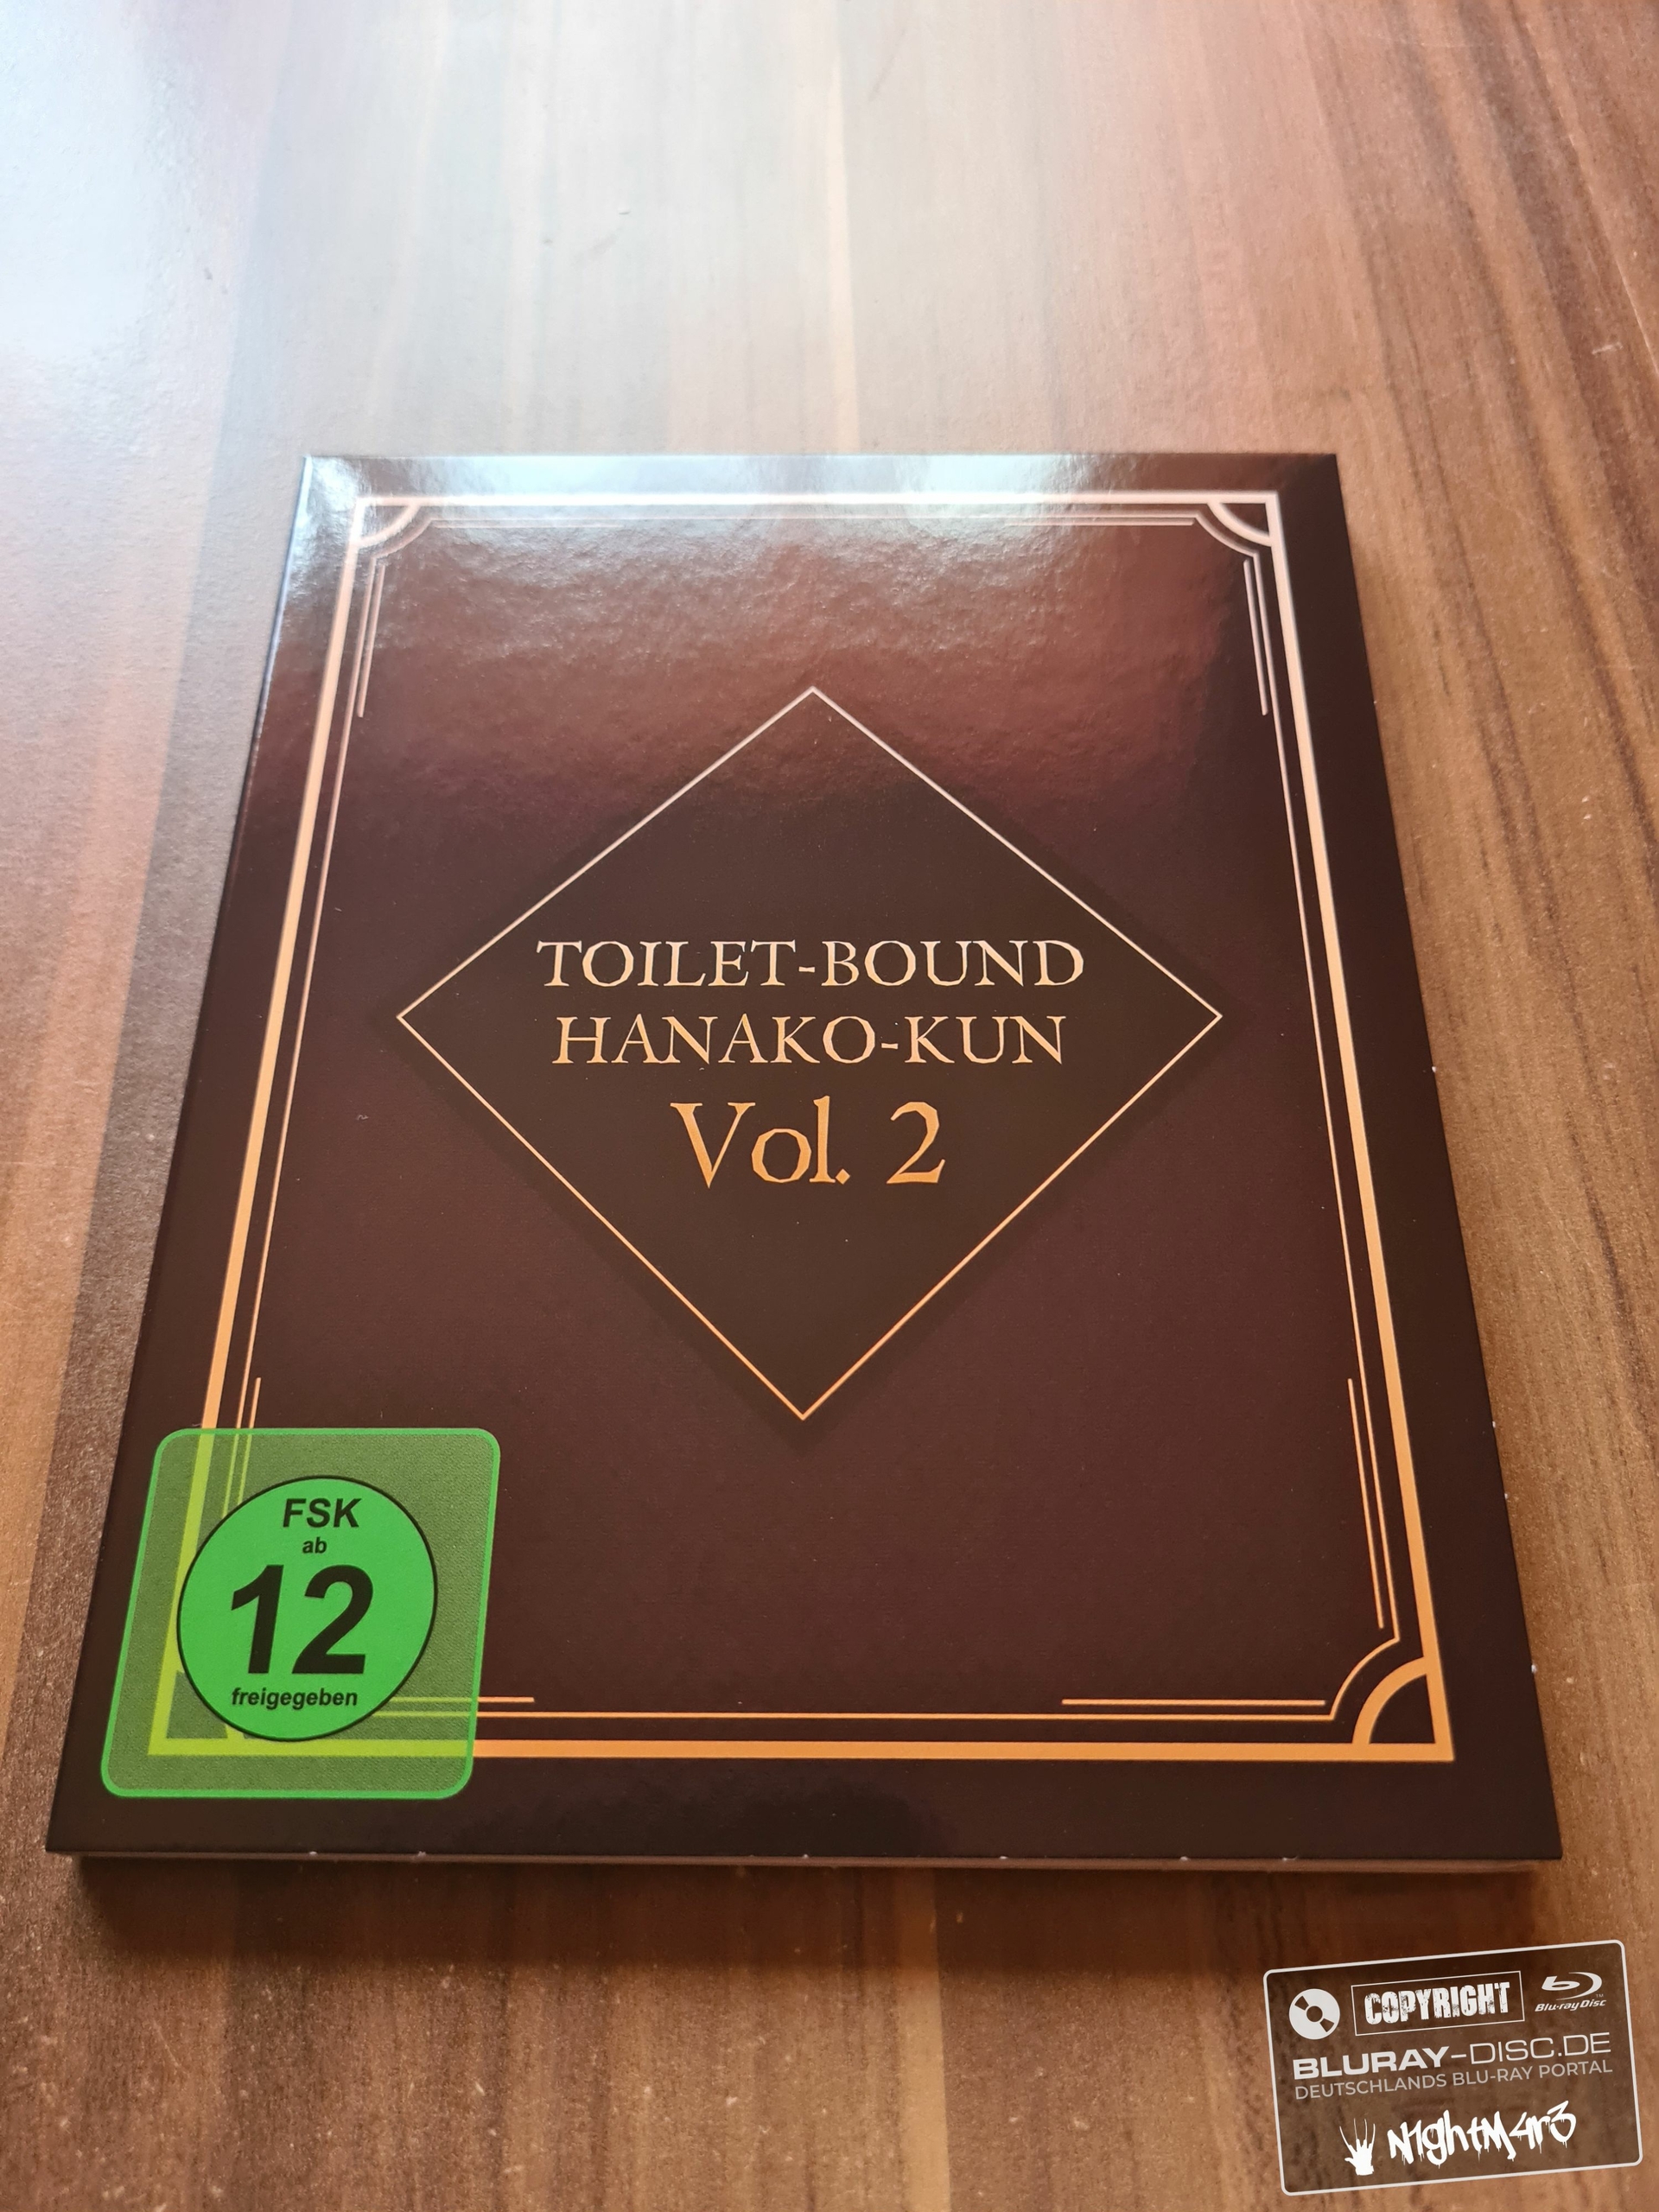 TOILET-BOUND
HANAKO-KUN
Vol. 2
FSK
ab
12
freigegeben
COPYRIGHT
Blu-ray Disc
TM
BLURAY-DISC.DE
DEUTSCHLANDS BLU-RAY PORTAL
N1ghtM4r3